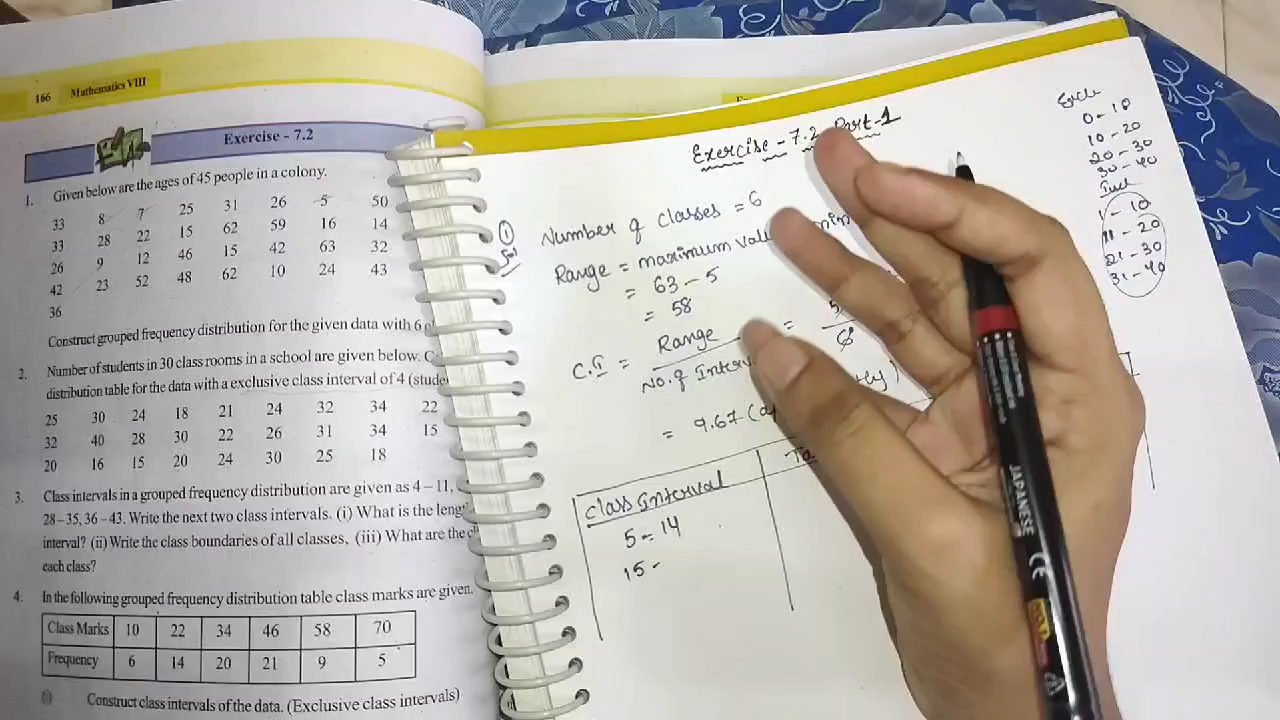 166 Mathematics VIII
Exercise - 7.2
1. Given below are the ages of 45 people in a colony.
33 8 7 25 31 26 5 50
33 28 22 15 62 59 16 14
26 9 12 46 15 42 63 32
42 23 52 48 62 10 24 43
36
Construct grouped frequency distribution for the given data with 6
2. Number of students in 30 class rooms in a school are given below.
distribution table for the data with a exclusive class interval of 4 (stude
25 30 24 18 21 24 32 34 22
32 40 28 30 22 26 31 34 15
20 16 15 20 24 30 25 18
3. Class intervals in a grouped frequency distribution are given as 4 – 11,
28 – 35, 36 – 43. Write the next two class intervals. (i) What is the leng
interval? (ii) Write the class boundaries of all classes, (iii) What are the
each class?
4. In the following grouped frequency distribution table class marks are given.
Class Marks 10 22 34 46 58 70
Frequency 6 14 20 21 9 5
Construct class intervals of the data. (Exclusive class intervals)
Exercise - 7.2 Part-1
① Number of classes = 6
Sol
Range = maximum valu min
= 63 - 5
= 58
C.I = Range
No. of Interv
=
= 9.67 (
Class Interval Ta
5 - 14
15 -
0 - 10
10 - 20
20 - 30
30 - 40
Incl
1 - 10
11 - 20
21 - 30
31 - 40
JAPANESE
CE